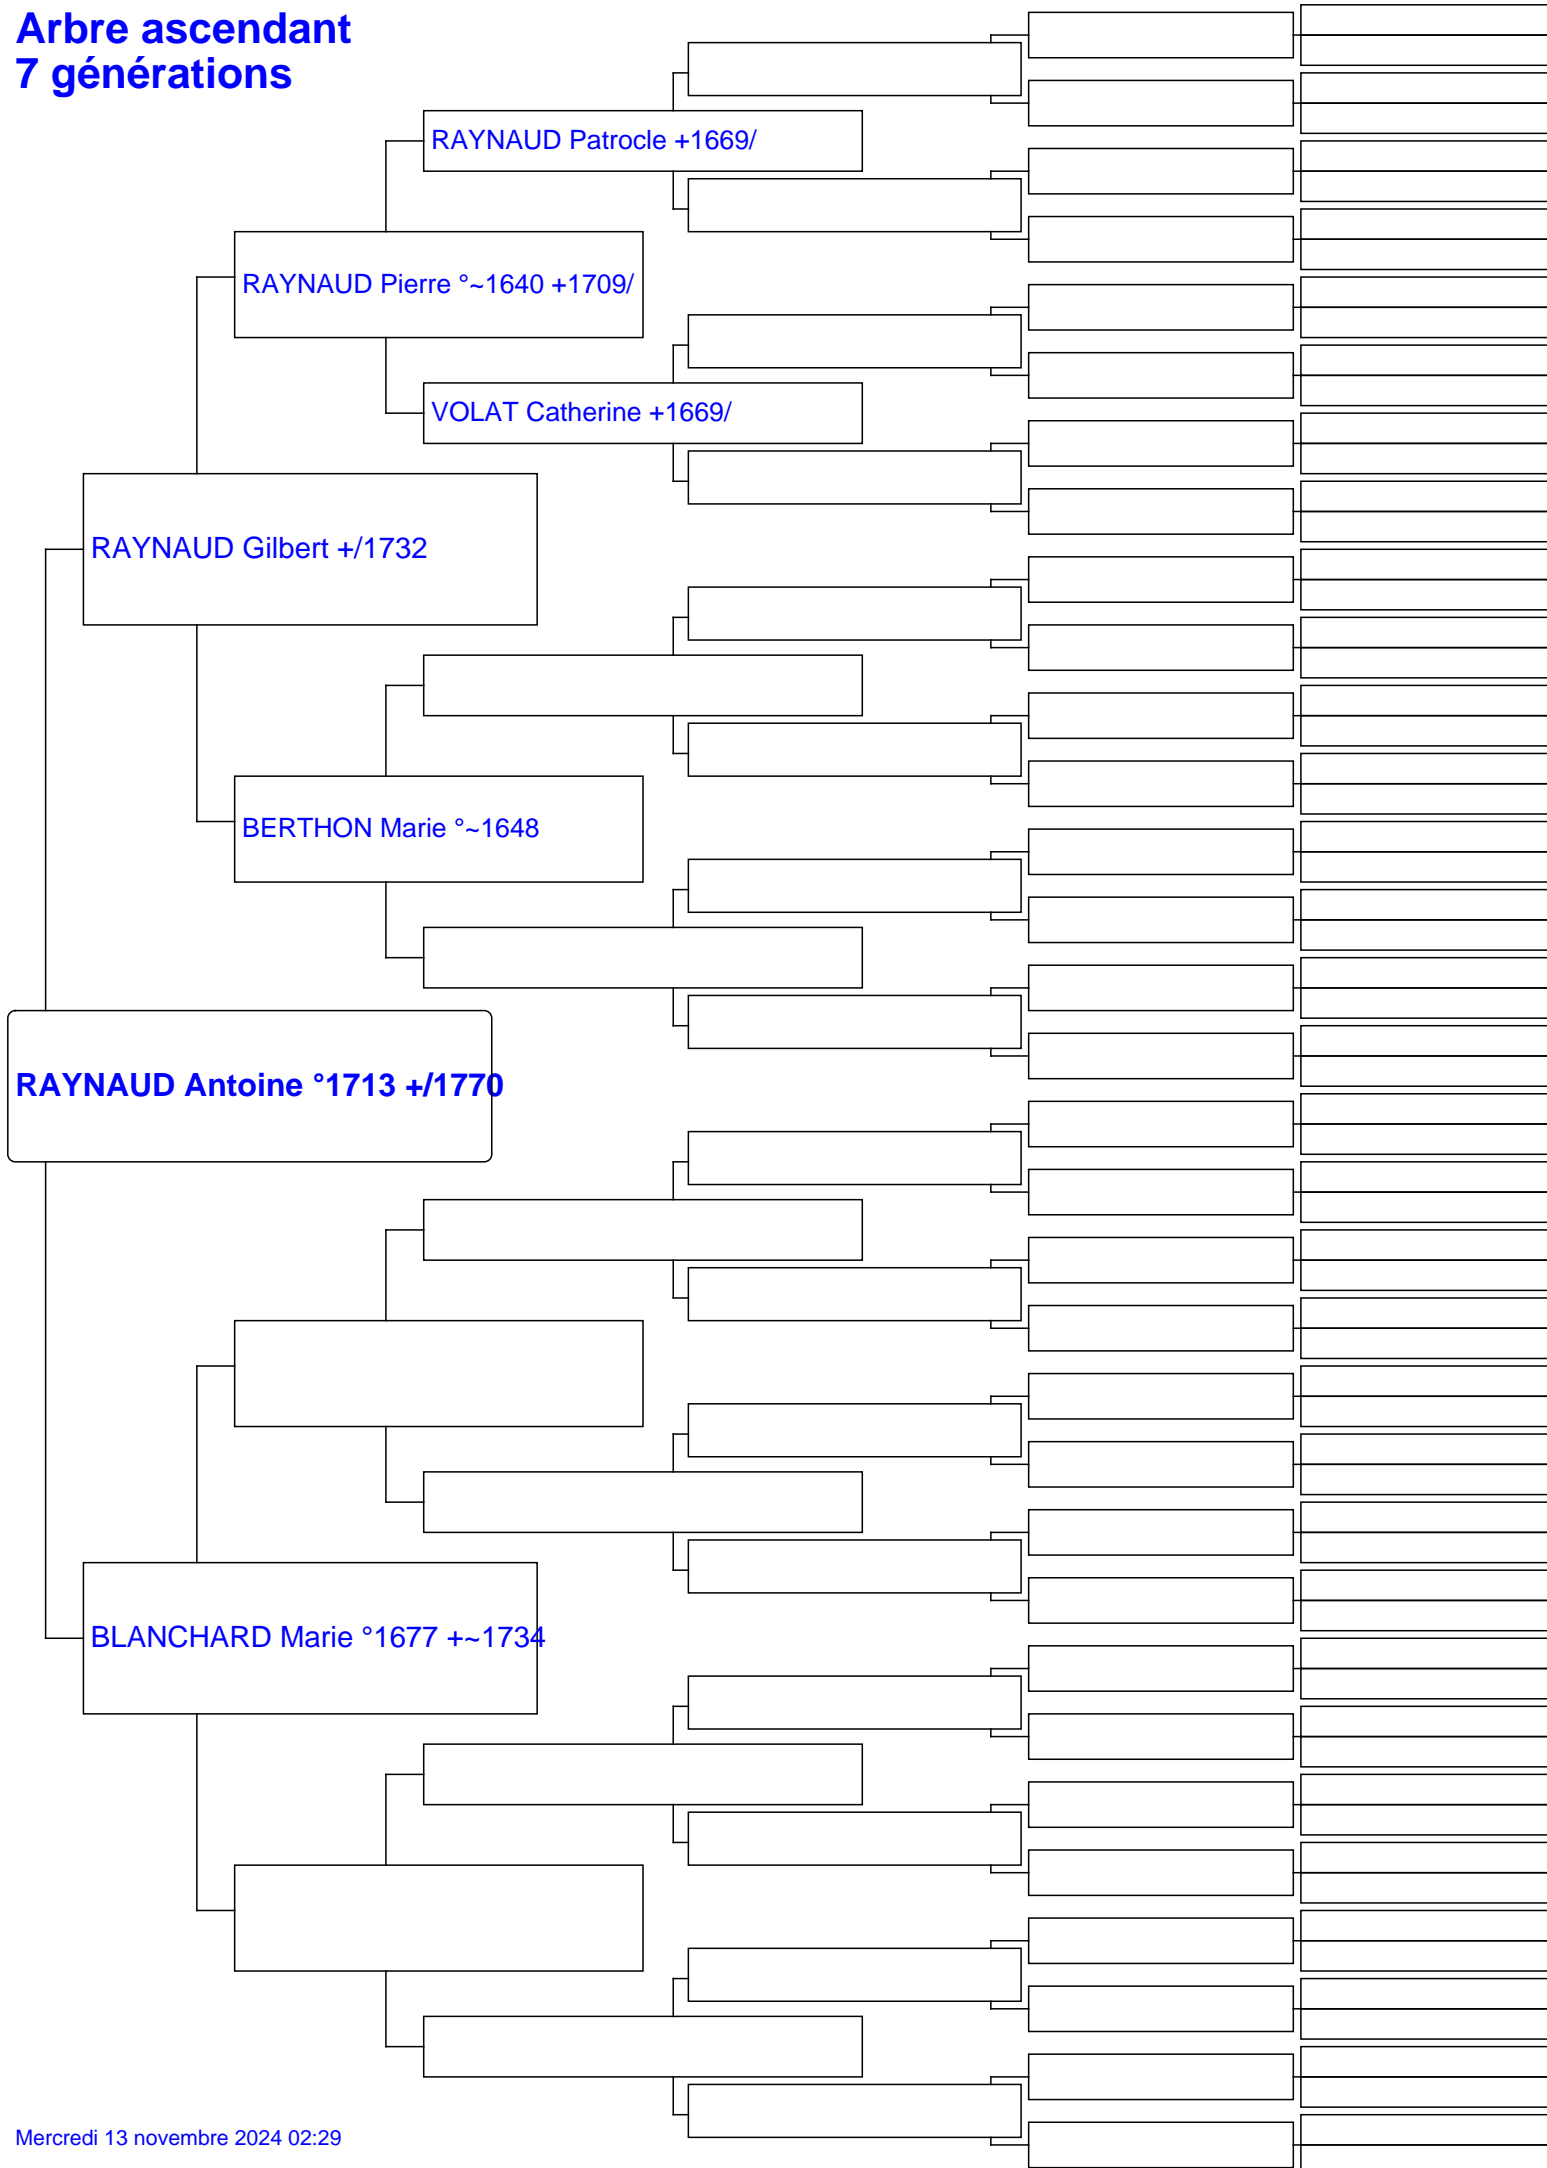 Arbre ascendant
7 générations
RAYNAUD Patrocle +1669/
RAYNAUD Pierre °~1640 +1709/
VOLAT Catherine +1669/
RAYNAUD Gilbert +/1732
BERTHON Marie °~1648
RAYNAUD Antoine °1713 +/1770
BLANCHARD Marie °1677 +~1734
Mercredi 13 novembre 2024 02:29